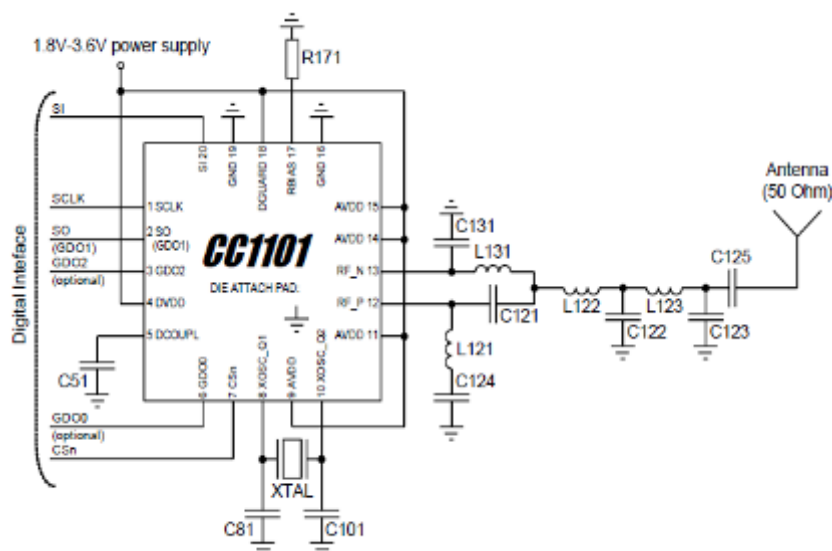 1.8V-3.6V power supply
R171
SI
SI 20
GND 19
DGUARD 18
RBIAS 17
GND 16
Antenna
(50 Ohm)
Digital Inteface
SCLK
SO
(GDO1)
GDO2
(optional)
1 SCLK
2 SO
(GDO1)
3 GDO2
4 DVDD
5 DCOUPL
CC1101
DIE ATTACH PAD:
AVDD 15
AVDD 14
RF_N 13
RF_P 12
AVDD 11
6 GDO0
7 CSn
8 XOSC_Q1
9 AVDD
10 XOSC_Q2
C131
L131
C125
C121
L122
L123
C122
C123
L121
C124
C51
GDO0
(optional)
CSn
XTAL
C81
C101